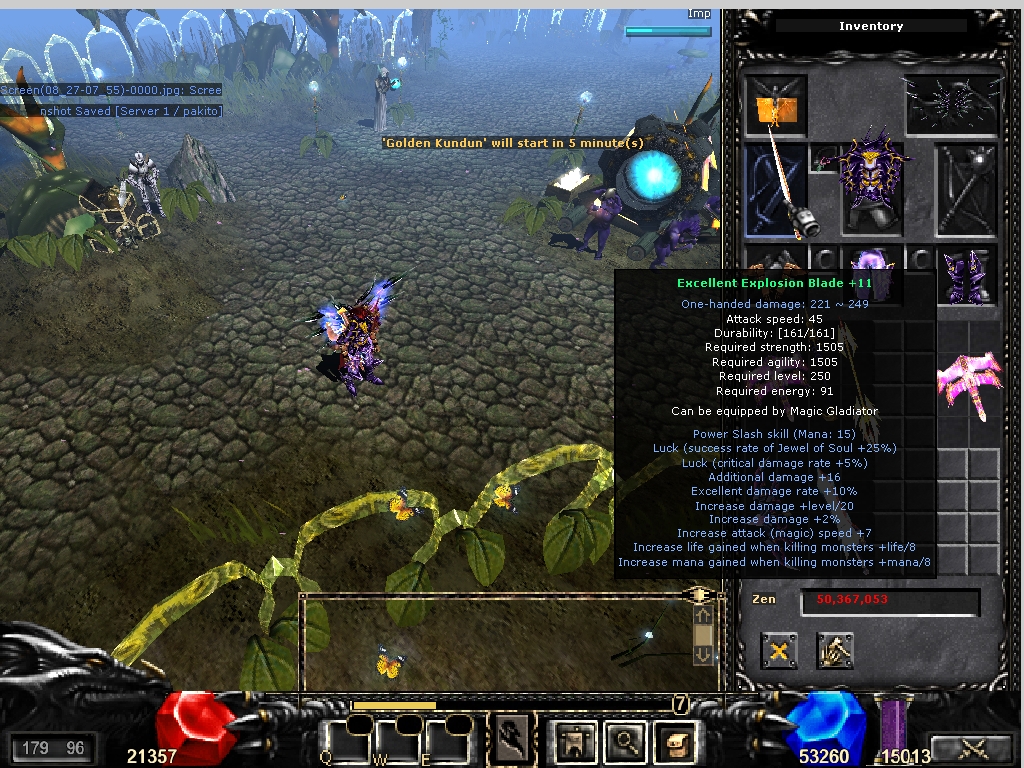 Imp
Inventory
Screen(08_27-07_55)-0000.jpg: Scree
nshot Saved [Server 1 / pakito]
'Golden Kundun' will start in 5 minute(s)
Excellent Explosion Blade +11
One-handed damage: 221 ~ 249
Attack speed: 45
Durability: [161/161]
Required strength: 1505
Required agility: 1505
Required level: 250
Required energy: 91
Can be equipped by Magic Gladiator
Power Slash skill (Mana: 15)
Luck (success rate of Jewel of Soul +25%)
Luck (critical damage rate +5%)
Additional damage +16
Excellent damage rate +10%
Increase damage +level/20
Increase damage +2%
Increase attack (magic) speed +7
Increase life gained when killing monsters +life/8
Increase mana gained when killing monsters +mana/8
Zen 50,367,053
7
179 96
21357
Q W E
53260
15013